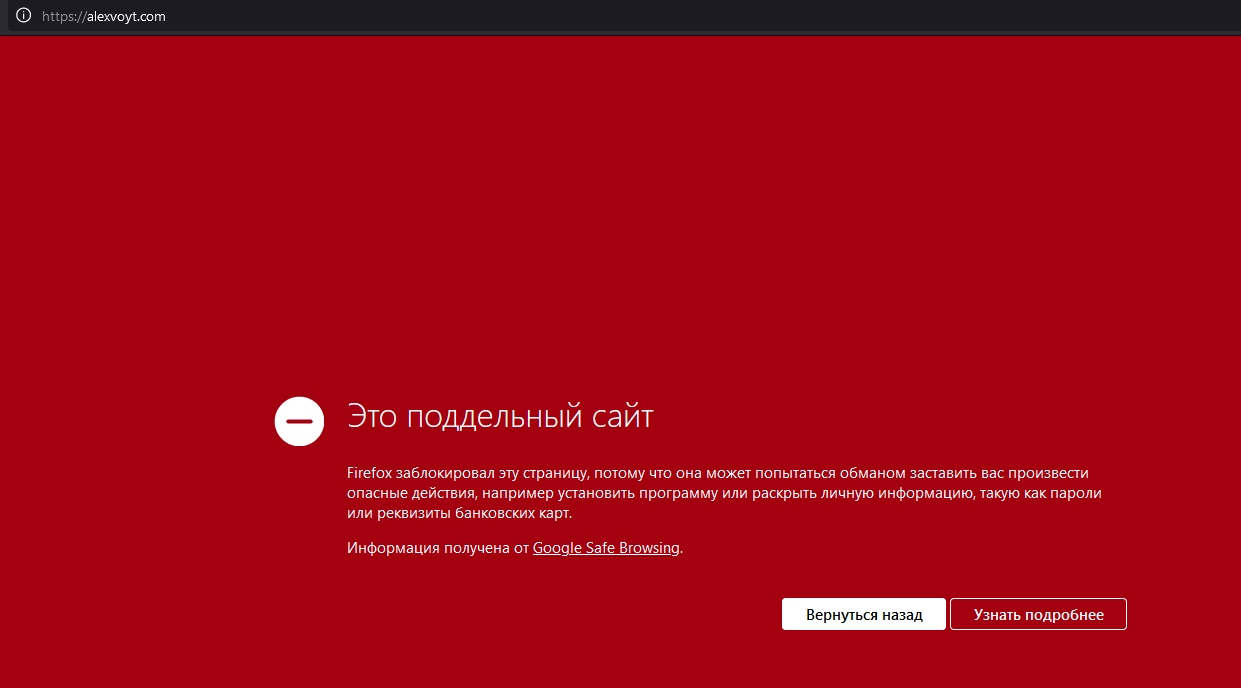 https://alexvoyt.com
Это поддельный сайт
Firefox заблокировал эту страницу, потому что она может попытаться обманом заставить вас произвести
опасные действия, например установить программу или раскрыть личную информацию, такую как пароли
или реквизиты банковских карт.
Информация получена от Google Safe Browsing.
Вернуться назад
Узнать подробнее